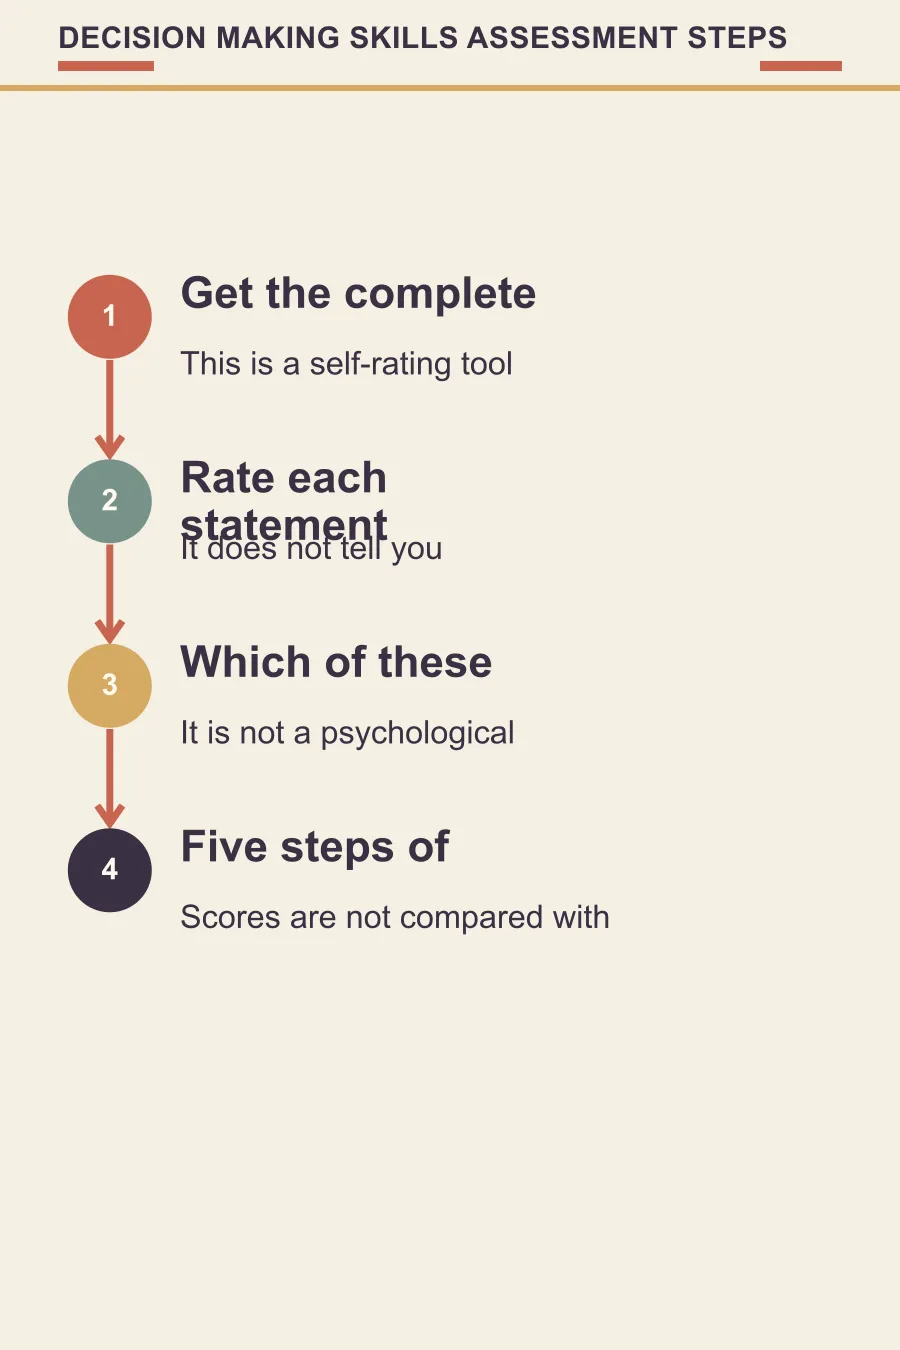 DECISION MAKING SKILLS ASSESSMENT STEPS
1
Get the complete
This is a self-rating tool
2
Rate each
statement
It does not tell you
3
Which of these
It is not a psychological
4
Five steps of
Scores are not compared with